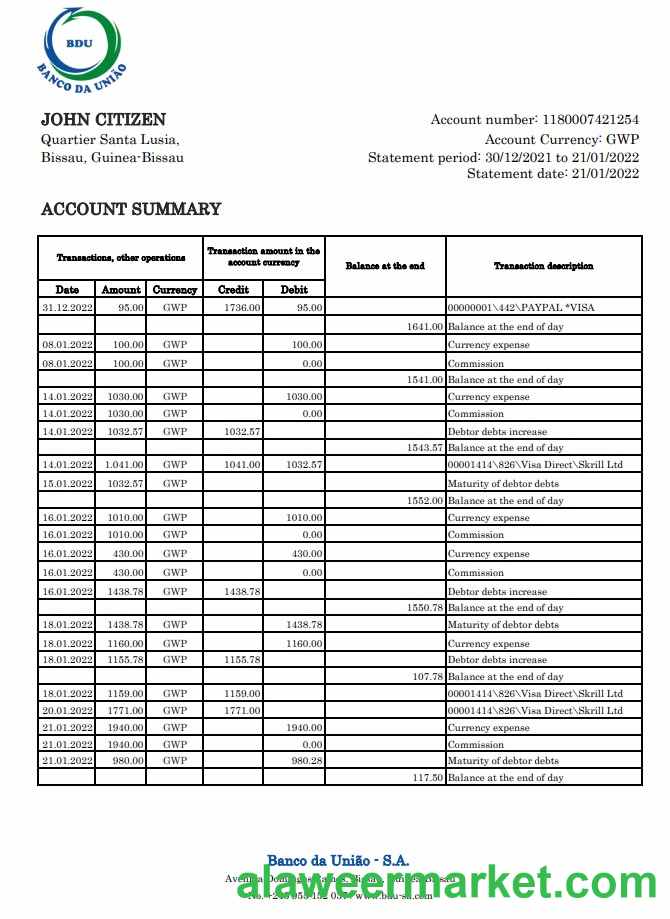 BDU
BANCO DA UNIÃO
JOHN CITIZEN
Quartier Santa Lusia,
Bissau, Guinea-Bissau
Account number: 1180007421254
Account Currency: GWP
Statement period: 30/12/2021 to 21/01/2022
Statement date: 21/01/2022
ACCOUNT SUMMARY
Transactions, other operations Transaction amount in the account currency Balance at the end Transaction description
Date Amount Currency Credit Debit
31.12.2022 95.00 GWP 1736.00 95.00 00000001\442\PAYPAL *VISA
1641.00 Balance at the end of day
08.01.2022 100.00 GWP 100.00 Currency expense
08.01.2022 100.00 GWP 0.00 Commission
1541.00 Balance at the end of day
14.01.2022 1030.00 GWP 1030.00 Currency expense
14.01.2022 1030.00 GWP 0.00 Commission
14.01.2022 1032.57 GWP 1032.57 Debtor debts increase
1543.57 Balance at the end of day
14.01.2022 1.041.00 GWP 1041.00 1032.57 00001414\826\Visa Direct\Skrill Ltd
15.01.2022 1032.57 GWP Maturity of debtor debts
1552.00 Balance at the end of day
16.01.2022 1010.00 GWP 1010.00 Currency expense
16.01.2022 1010.00 GWP 0.00 Commission
16.01.2022 430.00 GWP 430.00 Currency expense
16.01.2022 430.00 GWP 0.00 Commission
16.01.2022 1438.78 GWP 1438.78 Debtor debts increase
1550.78 Balance at the end of day
18.01.2022 1438.78 GWP 1438.78 Maturity of debtor debts
18.01.2022 1160.00 GWP 1160.00 Currency expense
18.01.2022 1155.78 GWP 1155.78 Debtor debts increase
107.78 Balance at the end of day
18.01.2022 1159.00 GWP 1159.00 00001414\826\Visa Direct\Skrill Ltd
20.01.2022 1771.00 GWP 1771.00 00001414\826\Visa Direct\Skrill Ltd
21.01.2022 1940.00 GWP 1940.00 Currency expense
21.01.2022 1940.00 GWP 0.00 Commission
21.01.2022 980.00 GWP 980.28 Maturity of debtor debts
117.50 Balance at the end of day
Banco da União - S.A.
alaweermarket.com